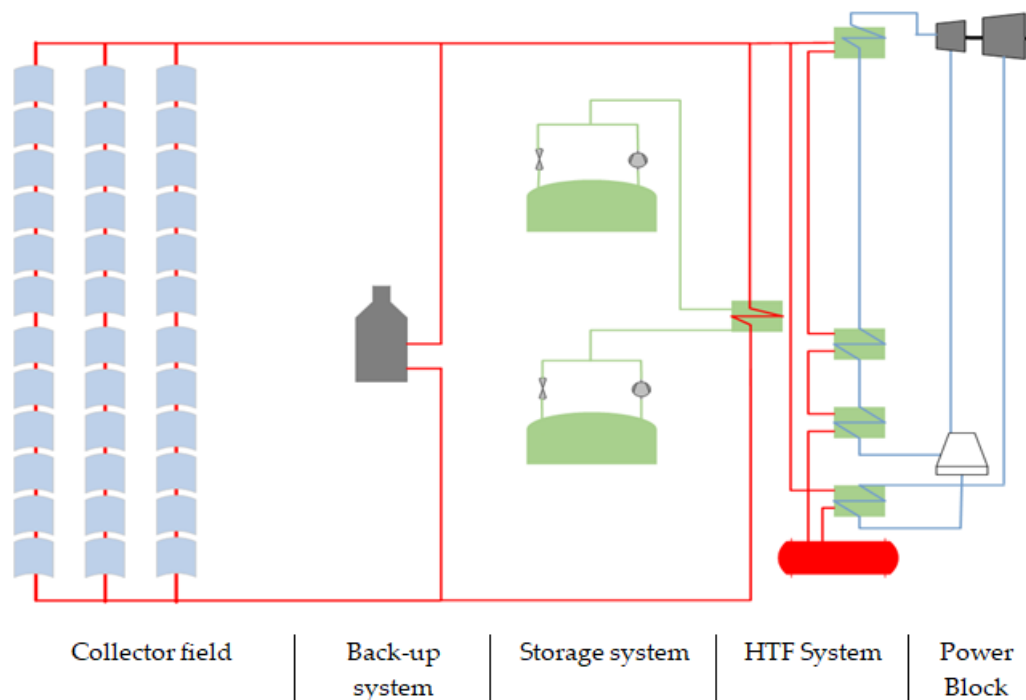 Collector field
Back-up
system
Storage system
HTF System
Power
Block